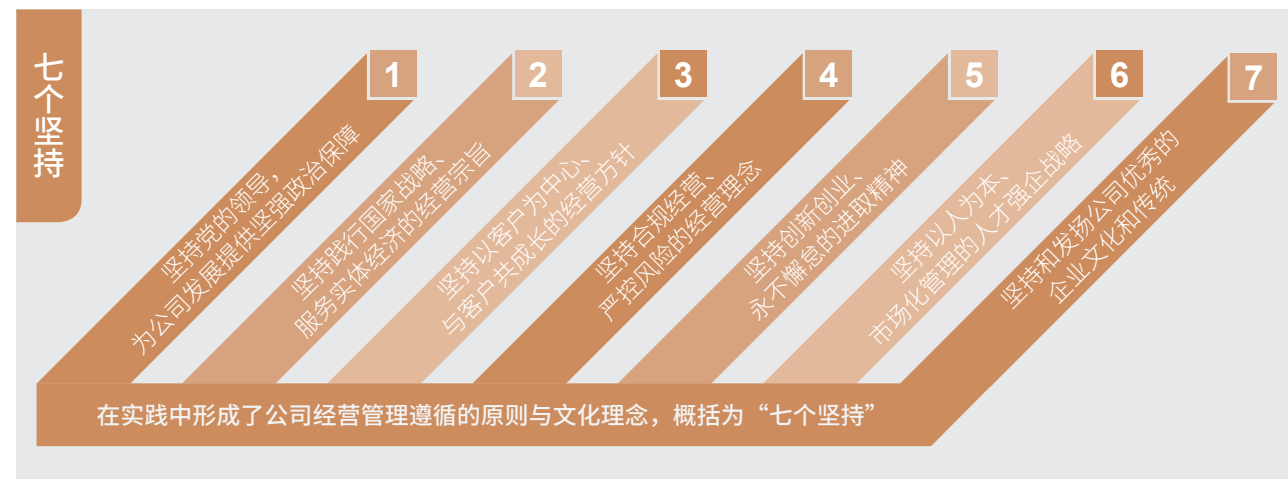 七个坚持
1
坚持党的领导，
为公司发展提供坚强政治保障
2
坚持践行国家战略、
服务实体经济的经营宗旨
3
坚持以客户为中心、
与客户共成长的经营方针
4
坚持合规经营、
严控风险的经营理念
5
坚持创新创业、
永不懈怠的进取精神
6
坚持以人为本、
市场化管理的人才强企战略
7
坚持和发扬公司优秀的
企业文化和传统
在实践中形成了公司经营管理遵循的原则与文化理念，概括为“七个坚持”